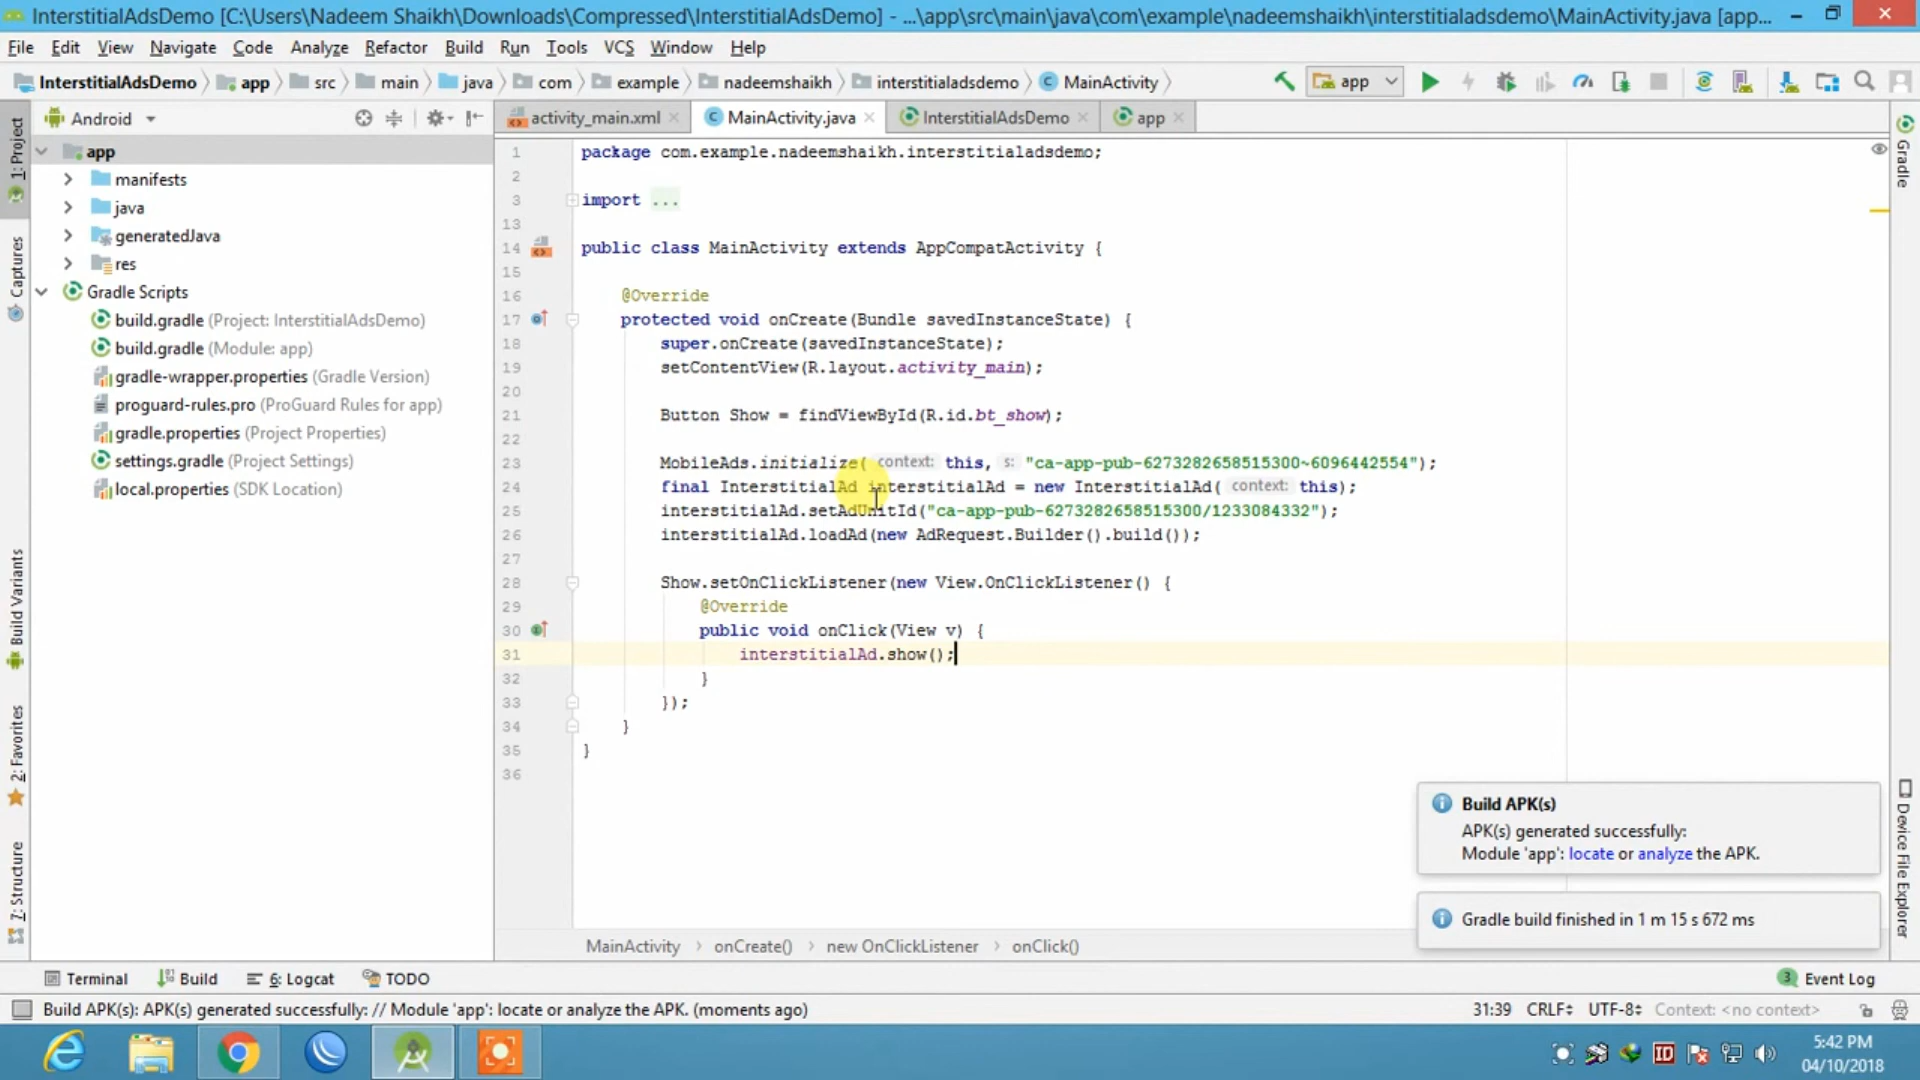 InterstitialAdsDemo [C:\Users\Nadeem Shaikh\Downloads\Compressed\InterstitialAdsDemo] - ...\app\src\main\java\com\example\nadeemshaikh\interstitialadsdemo\MainActivity.java [app...
File Edit View Navigate Code Analyze Refactor Build Run Tools VCS Window Help
InterstitialAdsDemo app src main java com example nadeemshaikh interstitialadsdemo MainActivity app
Android
activity_main.xml MainActivity.java InterstitialAdsDemo app
app
manifests
java
generatedJava
res
Gradle Scripts
build.gradle (Project: InterstitialAdsDemo)
build.gradle (Module: app)
gradle-wrapper.properties (Gradle Version)
proguard-rules.pro (ProGuard Rules for app)
gradle.properties (Project Properties)
settings.gradle (Project Settings)
local.properties (SDK Location)
1: Project
Captures
Build Variants
2: Favorites
7: Structure
1 package com.example.nadeemshaikh.interstitialadsdemo;
2
3 import ...
13
14 public class MainActivity extends AppCompatActivity {
15
16 @Override
17 protected void onCreate(Bundle savedInstanceState) {
18 super.onCreate(savedInstanceState);
19 setContentView(R.layout.activity_main);
20
21 Button Show = findViewById(R.id.bt_show);
22
23 MobileAds.initialize( context: this, s: "ca-app-pub-6273282658515300~6096442554");
24 final InterstitialAd interstitialAd = new InterstitialAd( context: this);
25 interstitialAd.setAdUnitId("ca-app-pub-6273282658515300/1233084332");
26 interstitialAd.loadAd(new AdRequest.Builder().build());
27
28 Show.setOnClickListener(new View.OnClickListener() {
29 @Override
30 public void onClick(View v) {
31 interstitialAd.show();
32 }
33 });
34 }
35 }
36
Gradle
Device File Explorer
Build APK(s)
APK(s) generated successfully:
Module 'app': locate or analyze the APK.
Gradle build finished in 1 m 15 s 672 ms
MainActivity onCreate() new OnClickListener onClick()
Terminal Build 6: Logcat TODO 3 Event Log
Build APK(s): APK(s) generated successfully: // Module 'app': locate or analyze the APK. (moments ago) 31:39 CRLF UTF-8 Context: <no context>
5:42 PM
04/10/2018